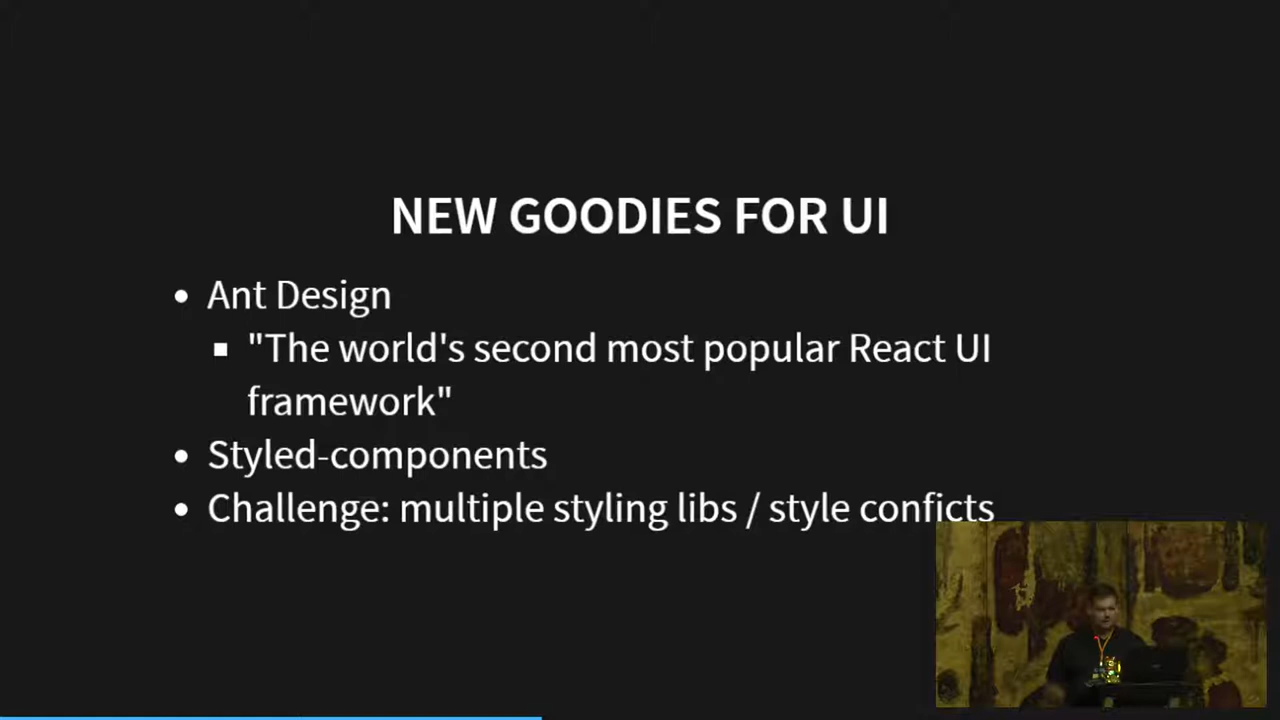 NEW GOODIES FOR UI
• Ant Design
▪ "The world's second most popular React UI
framework"
• Styled-components
• Challenge: multiple styling libs / style conficts